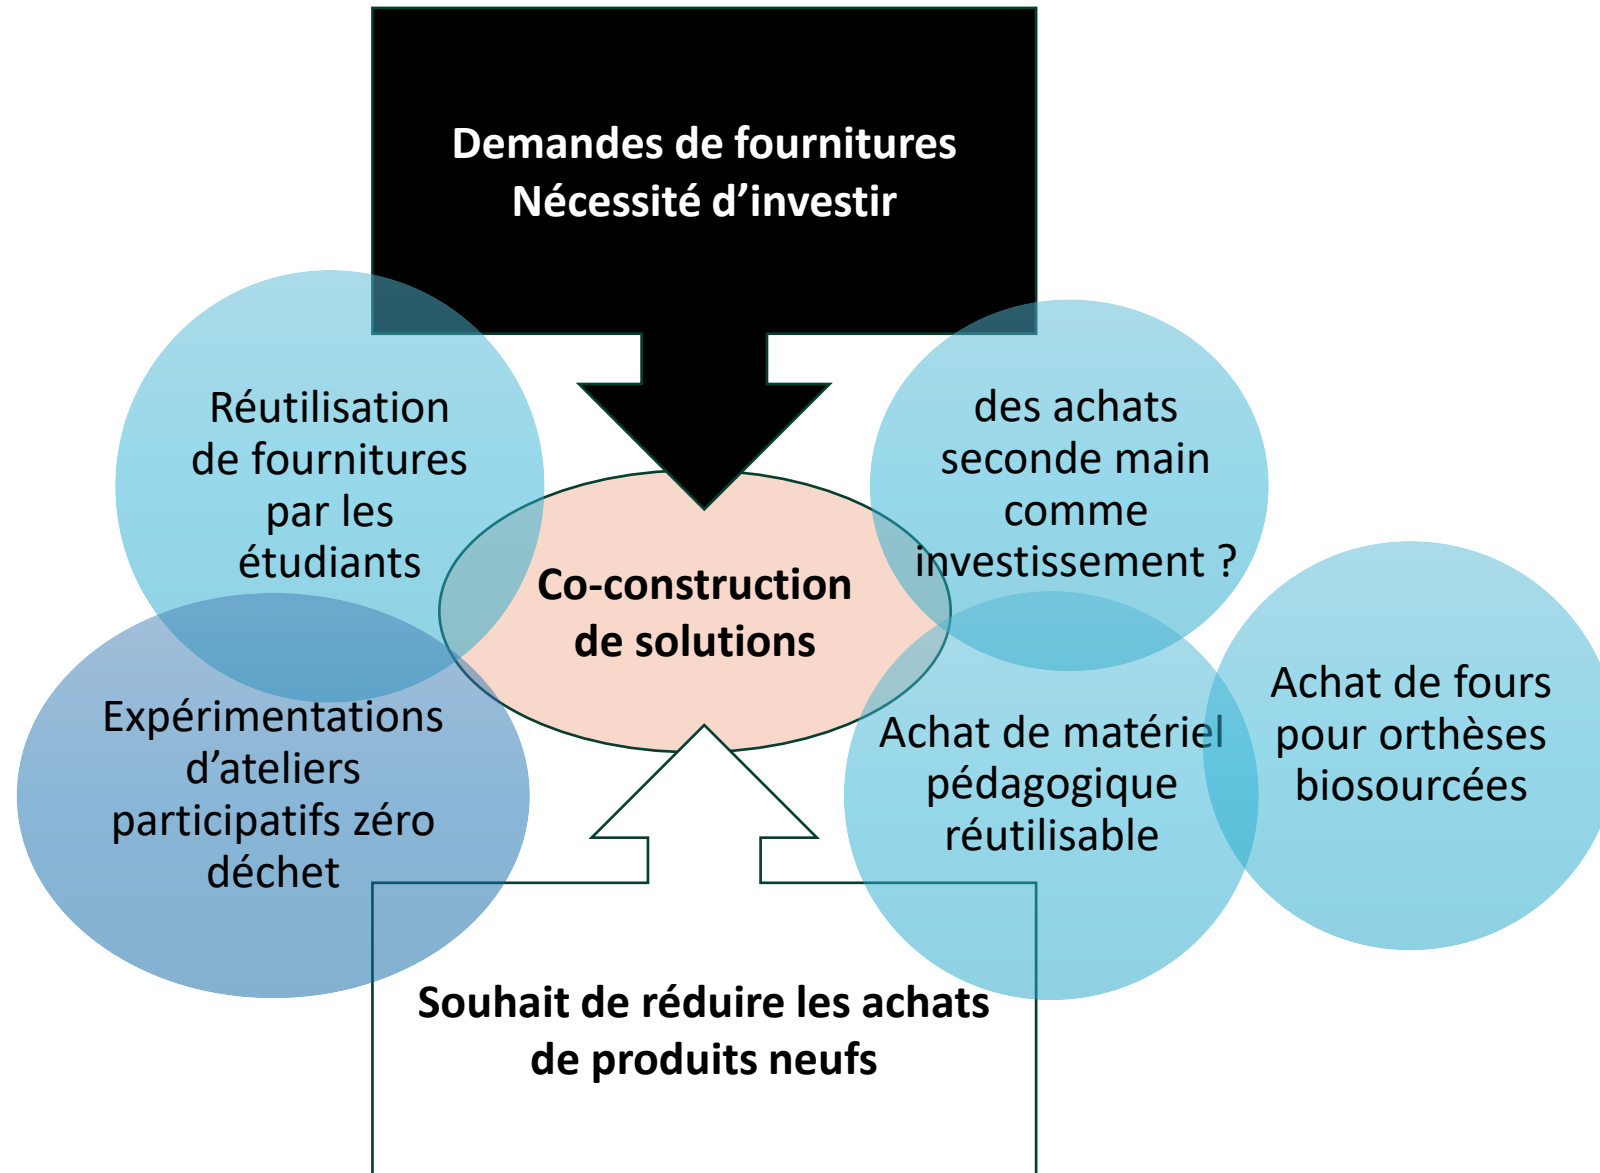 Demandes de fournitures
Nécessité d’investir
Réutilisation
de fournitures
par les
étudiants
des achats
seconde main
comme
investissement ?
Co-construction
de solutions
Expérimentations
d’ateliers
participatifs zéro
déchet
Achat de matériel
pédagogique
réutilisable
Achat de fours
pour orthèses
biosourcées
Souhait de réduire les achats
de produits neufs